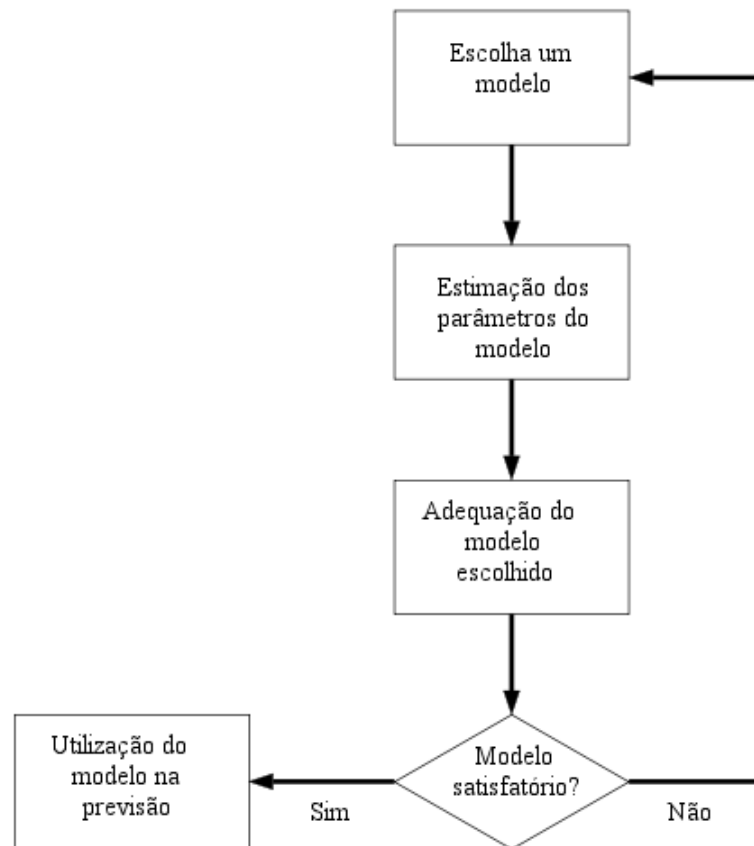 Escolha um
modelo
Estimação dos
parâmetros do
modelo
Adequação do
modelo
escolhido
Modelo
satisfatório?
Sim
Não
Utilização do
modelo na
previsão